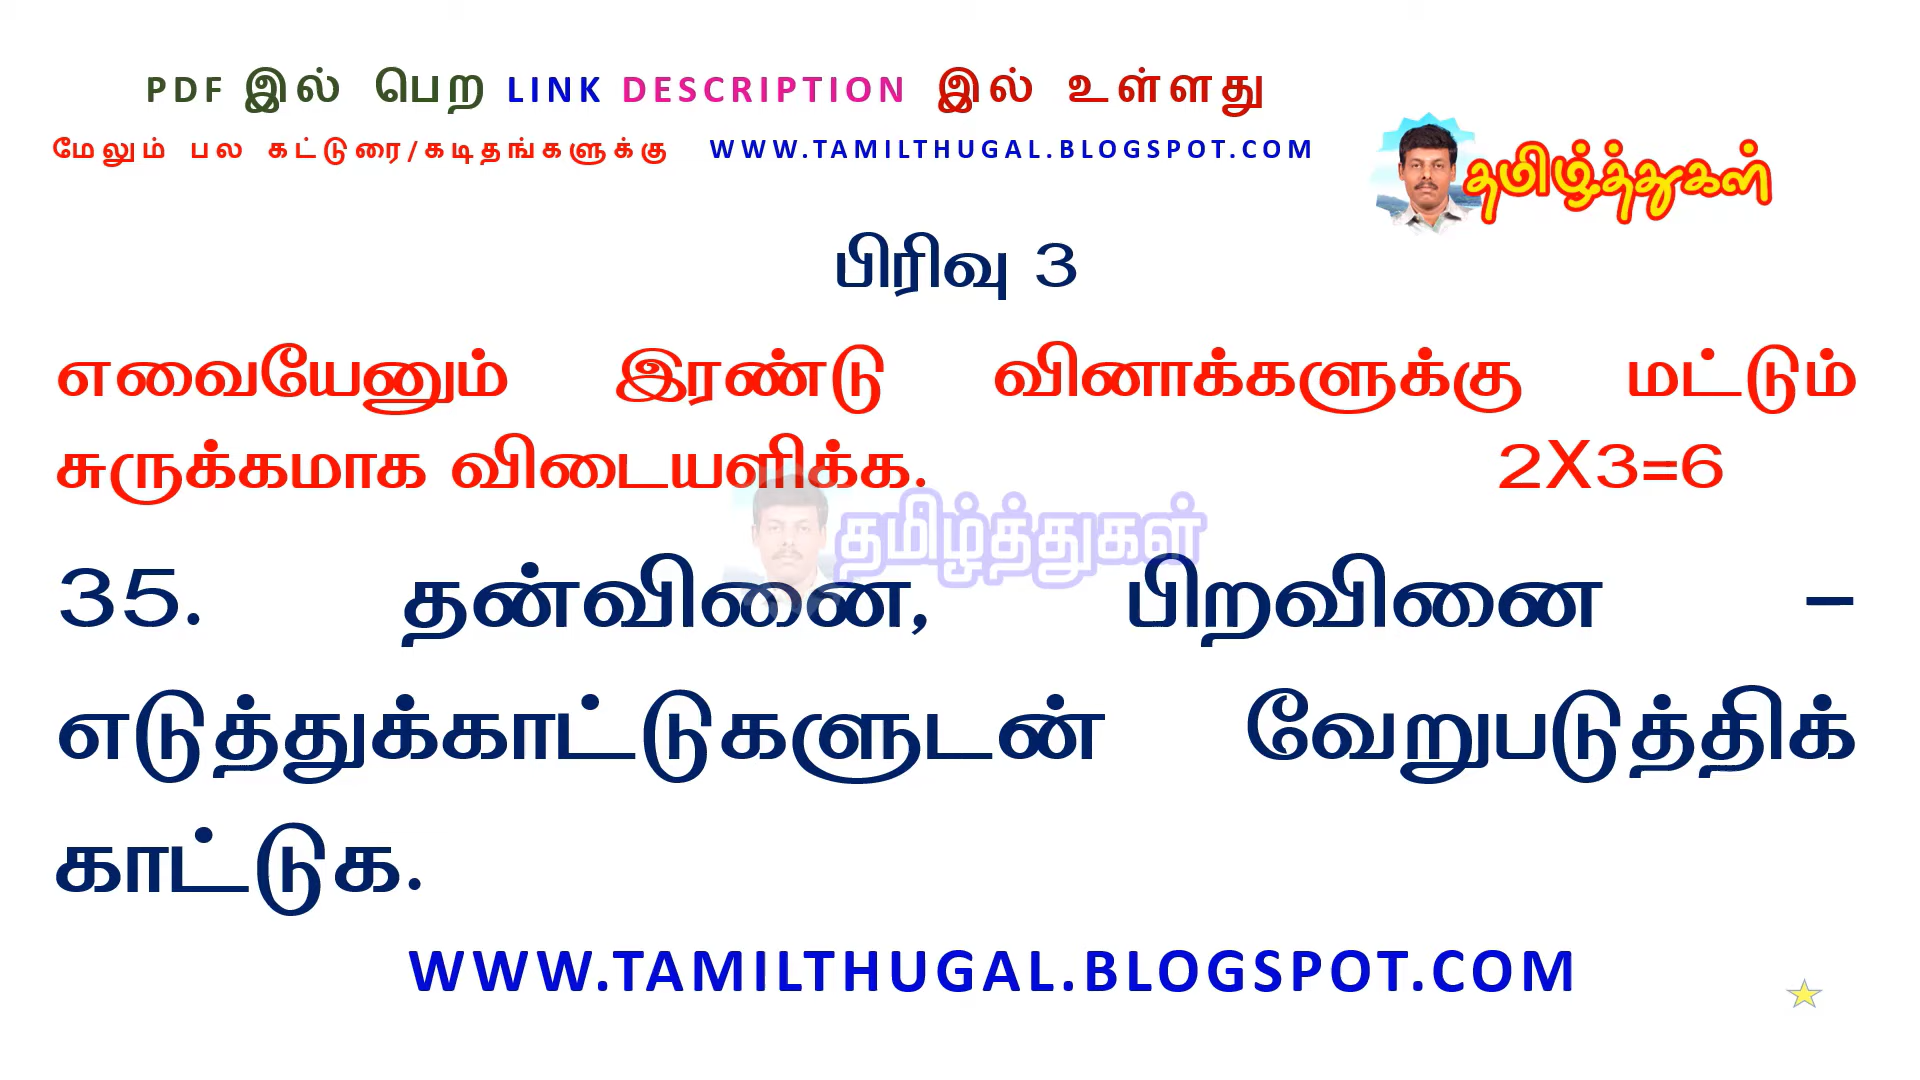 PDF இல் பெற LINK DESCRIPTION இல் உள்ளது
மேலும் பல கட்டுரை/கடிதங்களுக்கு WWW.TAMILTHUGAL.BLOGSPOT.COM
தமிழ்த்துகள்
பிரிவு 3
எவையேனும் இரண்டு வினாக்களுக்கு மட்டும்
சுருக்கமாக விடையளிக்க. 2X3=6
தமிழ்த்துகள்
35. தன்வினை, பிறவினை –
எடுத்துக்காட்டுகளுடன் வேறுபடுத்திக்
காட்டுக.
WWW.TAMILTHUGAL.BLOGSPOT.COM